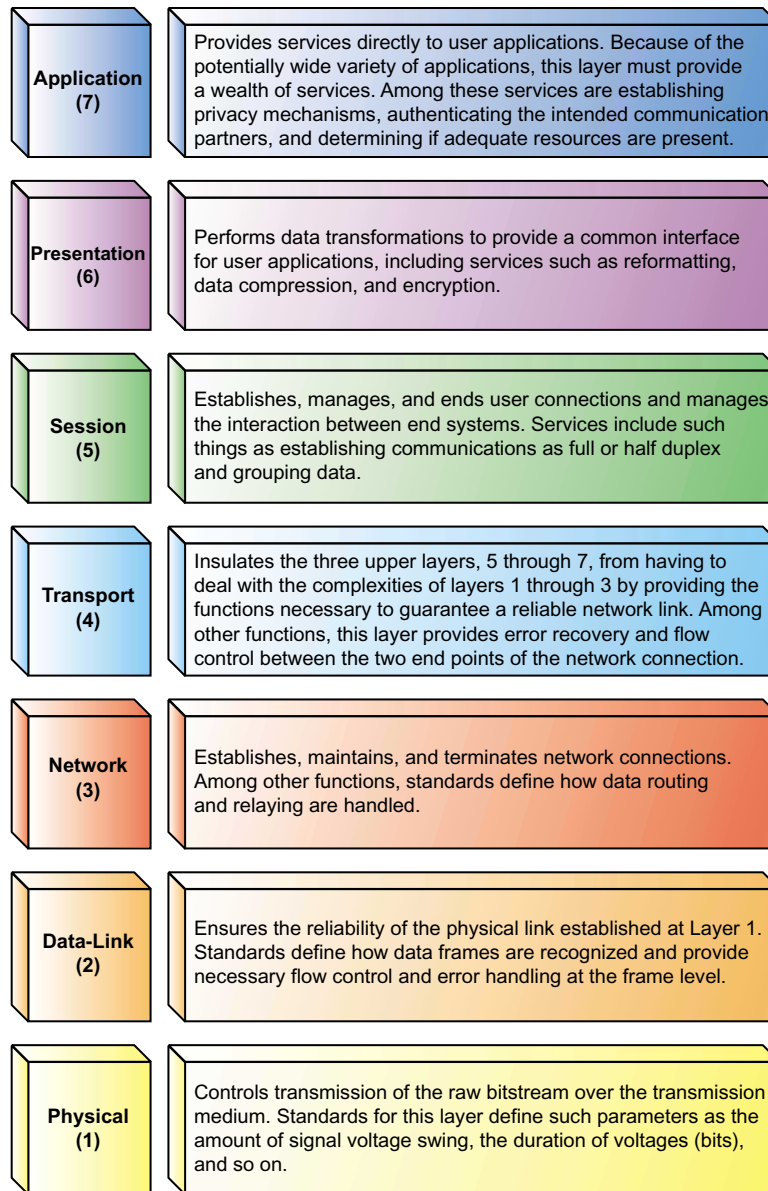 Application
(7)
Provides services directly to user applications. Because of the
potentially wide variety of applications, this layer must provide
a wealth of services. Among these services are establishing
privacy mechanisms, authenticating the intended communication
partners, and determining if adequate resources are present.
Presentation
(6)
Performs data transformations to provide a common interface
for user applications, including services such as reformatting,
data compression, and encryption.
Session
(5)
Establishes, manages, and ends user connections and manages
the interaction between end systems. Services include such
things as establishing communications as full or half duplex
and grouping data.
Transport
(4)
Insulates the three upper layers, 5 through 7, from having to
deal with the complexities of layers 1 through 3 by providing the
functions necessary to guarantee a reliable network link. Among
other functions, this layer provides error recovery and flow
control between the two end points of the network connection.
Network
(3)
Establishes, maintains, and terminates network connections.
Among other functions, standards define how data routing
and relaying are handled.
Data-Link
(2)
Ensures the reliability of the physical link established at Layer 1.
Standards define how data frames are recognized and provide
necessary flow control and error handling at the frame level.
Physical
(1)
Controls transmission of the raw bitstream over the transmission
medium. Standards for this layer define such parameters as the
amount of signal voltage swing, the duration of voltages (bits),
and so on.